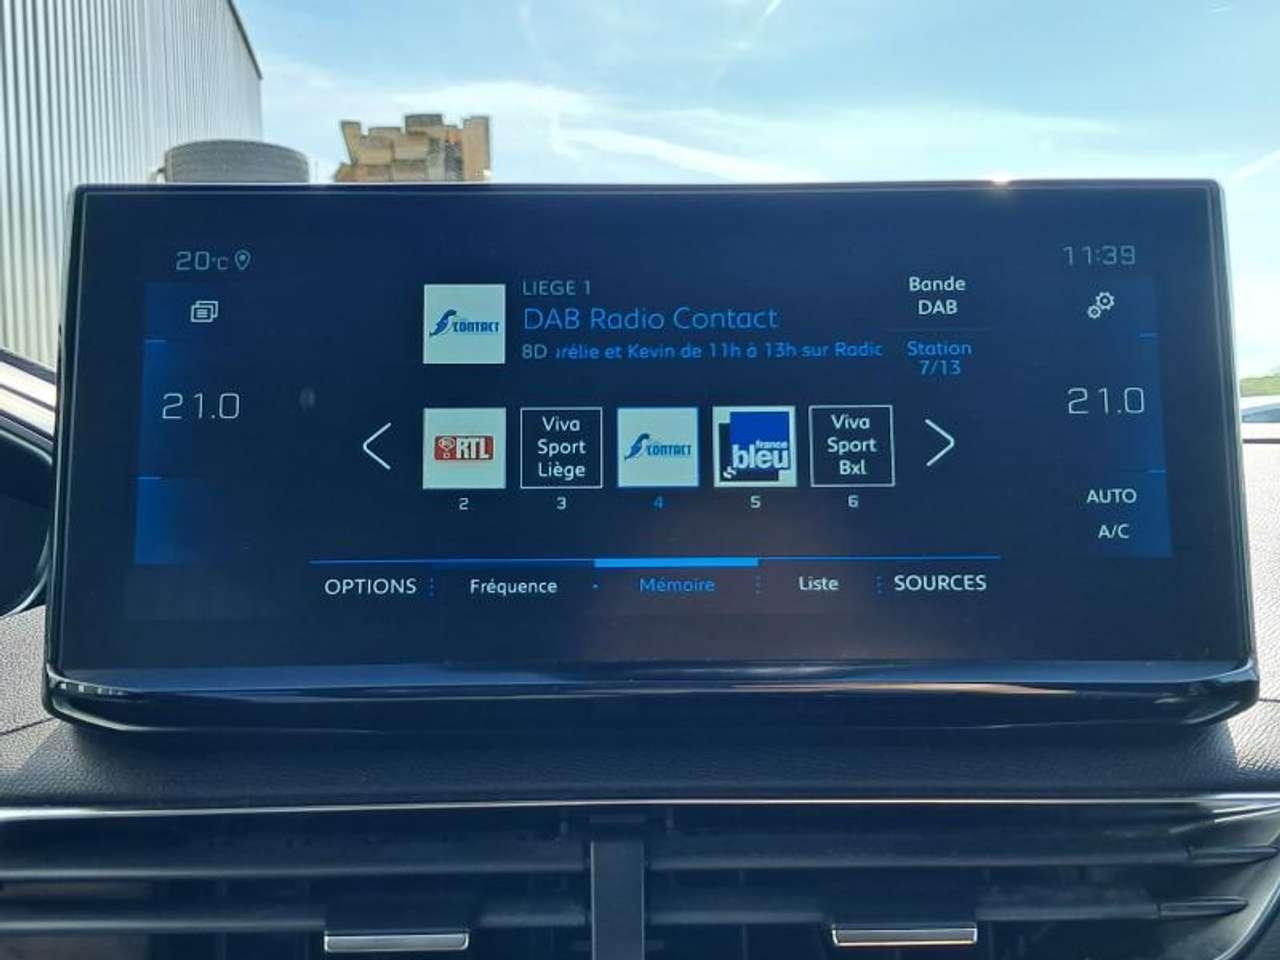 20°C
11:39
LIEGE 1
DAB Radio Contact
8D urélie et Kevin de 11h à 13h sur Radic
Bande
DAB
Station
7/13
CONTACT
21.0
21.0
RTL
2
Viva
Sport
Liège
3
CONTACT
4
france
bleu
5
Viva
Sport
Bxl
6
AUTO
A/C
OPTIONS
Fréquence
Mémoire
Liste
SOURCES